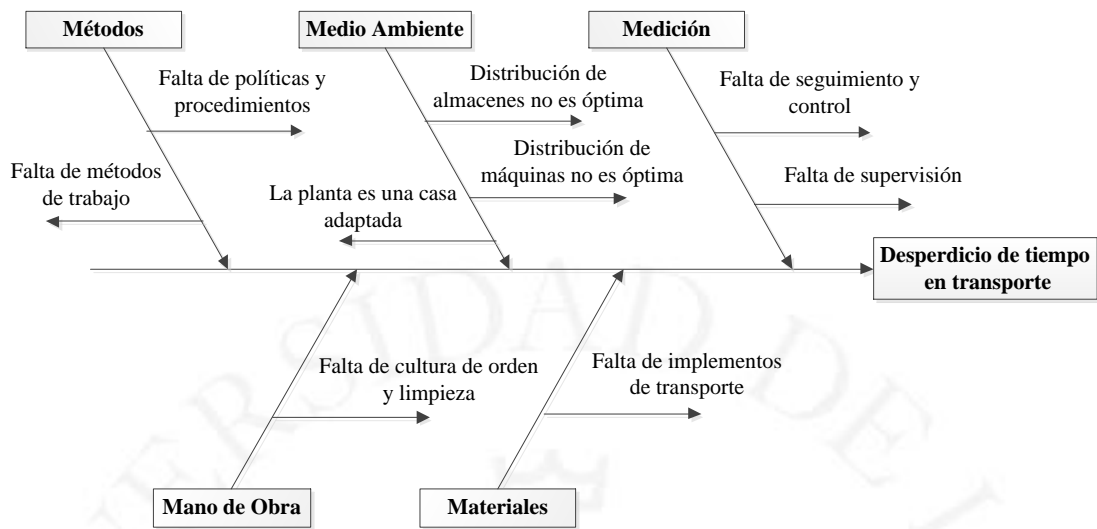 Métodos
Medio Ambiente
Medición
Falta de políticas y
procedimientos
Distribución de
almacenes no es óptima
Falta de seguimiento y
control
Falta de métodos
de trabajo
Distribución de
máquinas no es óptima
La planta es una casa
adaptada
Falta de supervisión
Desperdicio de tiempo
en transporte
Falta de cultura de orden
y limpieza
Falta de implementos
de transporte
Mano de Obra
Materiales